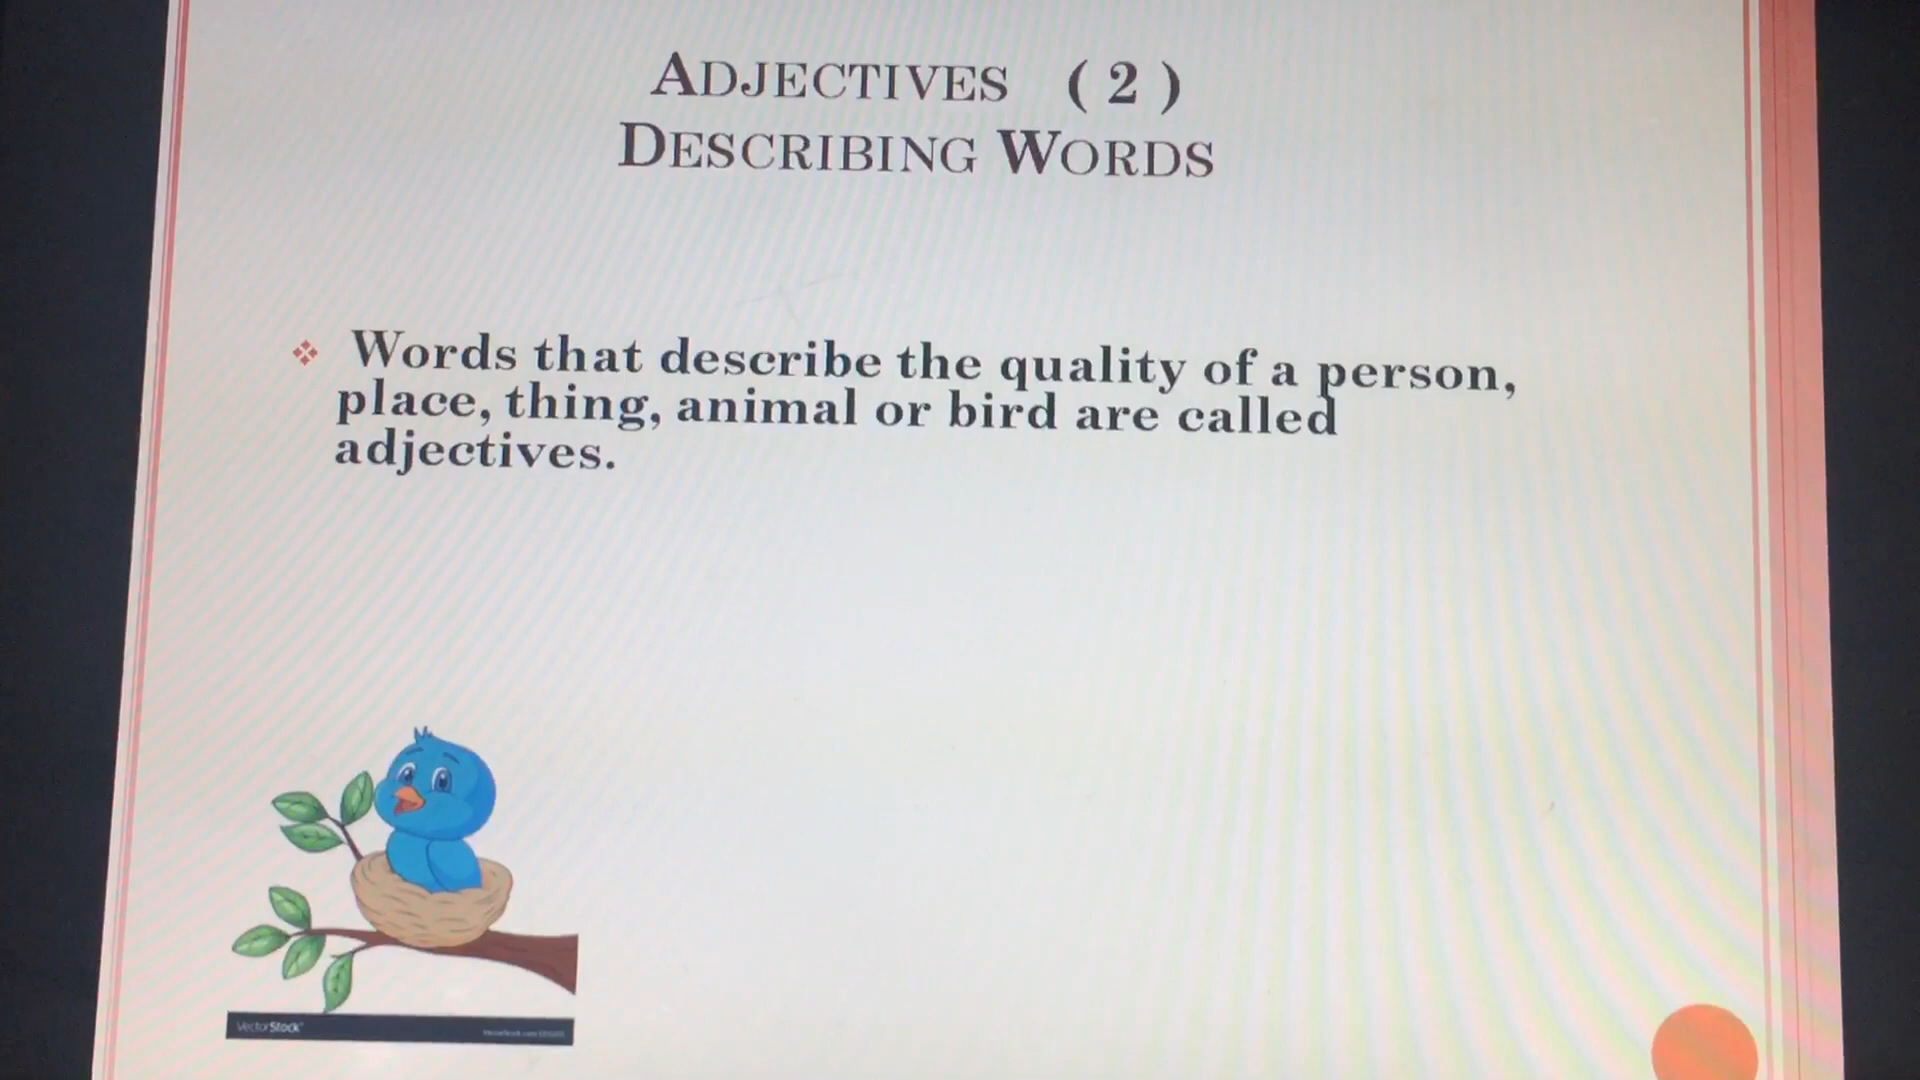 ADJECTIVES ( 2 )
DESCRIBING WORDS
Words that describe the quality of a person,
place, thing, animal or bird are called
adjectives.
VectorStock®